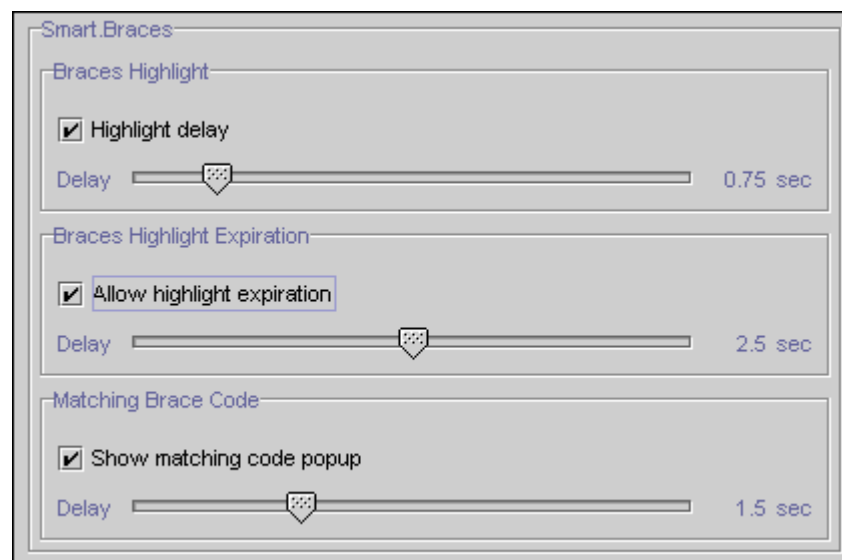 Smart.Braces
Braces Highlight
Highlight delay
Delay 0.75 sec
Braces Highlight Expiration
Allow highlight expiration
Delay 2.5 sec
Matching Brace Code
Show matching code popup
Delay 1.5 sec